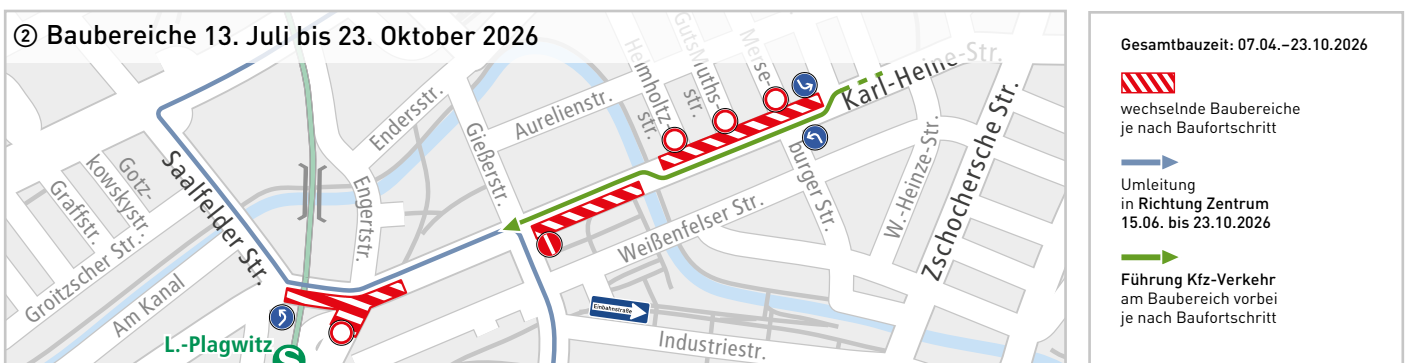 ② Baubereiche 13. Juli bis 23. Oktober 2026
Helmholtz-
str.
GutsMuths-
str.
Merse-
burger Str.
Karl-Heine-Str.
Zschochersche Str.
W.-Heinze-Str.
Aurelienstr.
Endersstr.
Gießerstr.
Engertstr.
Saalfelder Str.
Gotz-
kowskystr.
Graffstr.
Groitzscher Str.
Am Kanal
Weißenfelser Str.
Einbahnstraße
Industriestr.
L.-Plagwitz
S
Gesamtbauzeit: 07.04.–23.10.2026
wechselnde Baubereiche
je nach Baufortschritt
Umleitung
in Richtung Zentrum
15.06. bis 23.10.2026
Führung Kfz-Verkehr
am Baubereich vorbei
je nach Baufortschritt